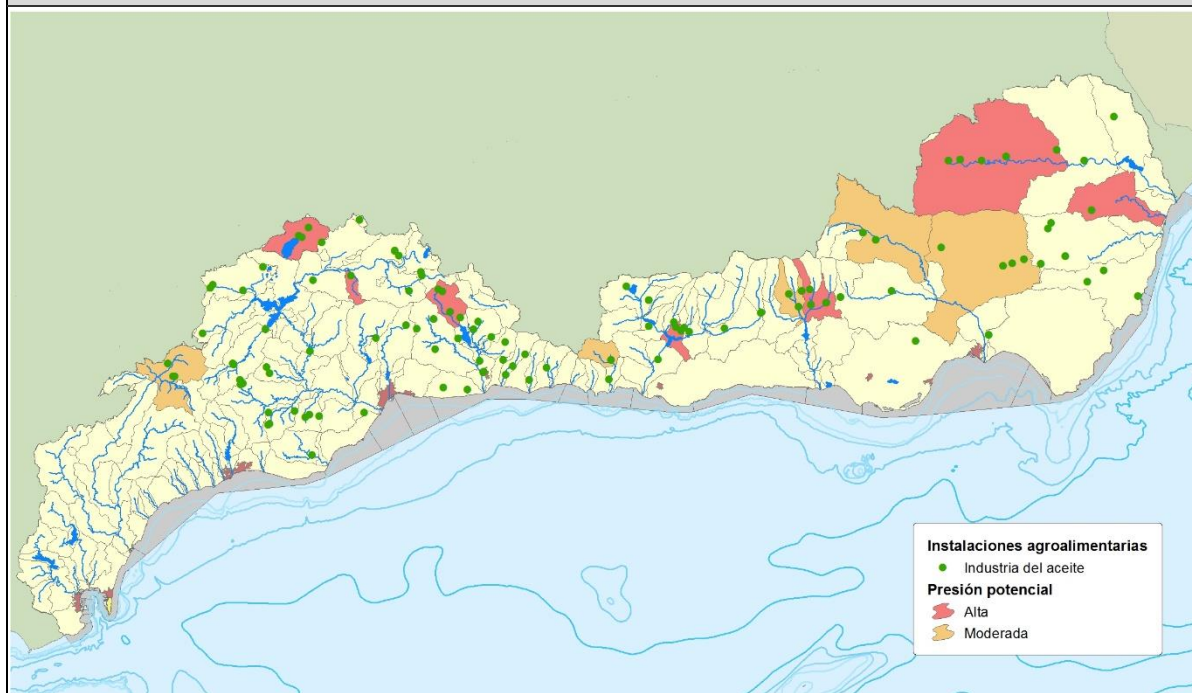 Instalaciones agroalimentarias
Industria del aceite
Presión potencial
Alta
Moderada